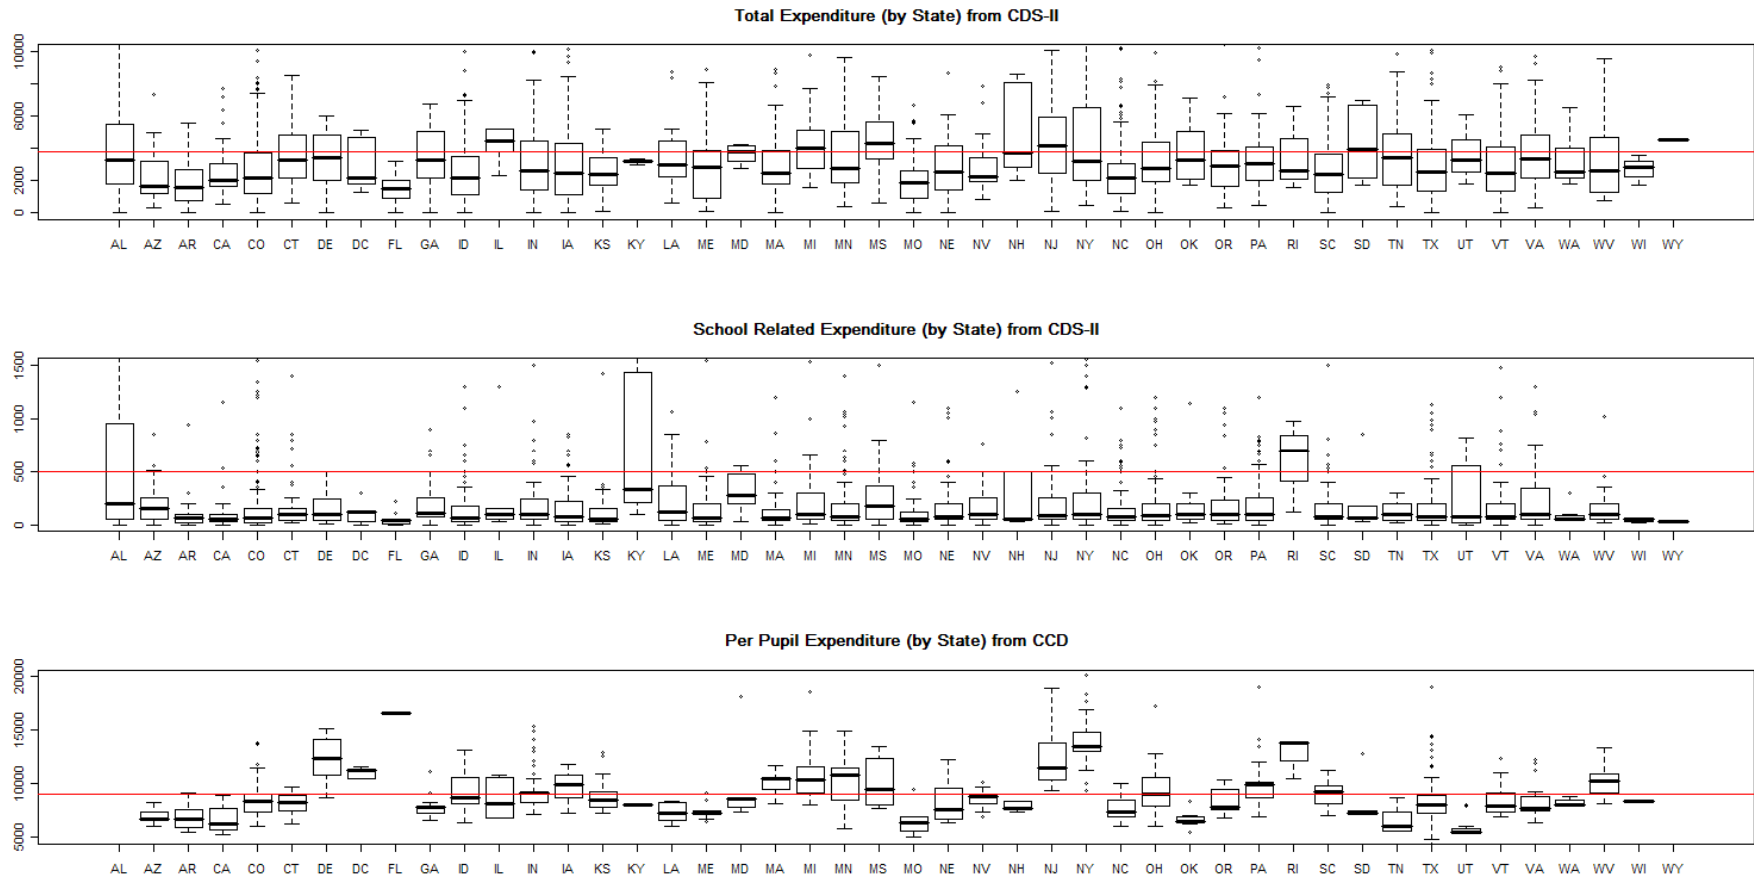 Total Expenditure (by State) from CDS-II
10000
6000
2000
0
AL AZ AR CA CO CT DE DC FL GA ID IL IN IA KS KY LA ME MD MA MI MN MS MO NE NV NH NJ NY NC OH OK OR PA RI SC SD TN TX UT VT VA WA WV WI WY
School Related Expenditure (by State) from CDS-II
1500
1000
500
0
AL AZ AR CA CO CT DE DC FL GA ID IL IN IA KS KY LA ME MD MA MI MN MS MO NE NV NH NJ NY NC OH OK OR PA RI SC SD TN TX UT VT VA WA WV WI WY
Per Pupil Expenditure (by State) from CCD
20000
15000
10000
5000
AL AZ AR CA CO CT DE DC FL GA ID IL IN IA KS KY LA ME MD MA MI MN MS MO NE NV NH NJ NY NC OH OK OR PA RI SC SD TN TX UT VT VA WA WV WI WY